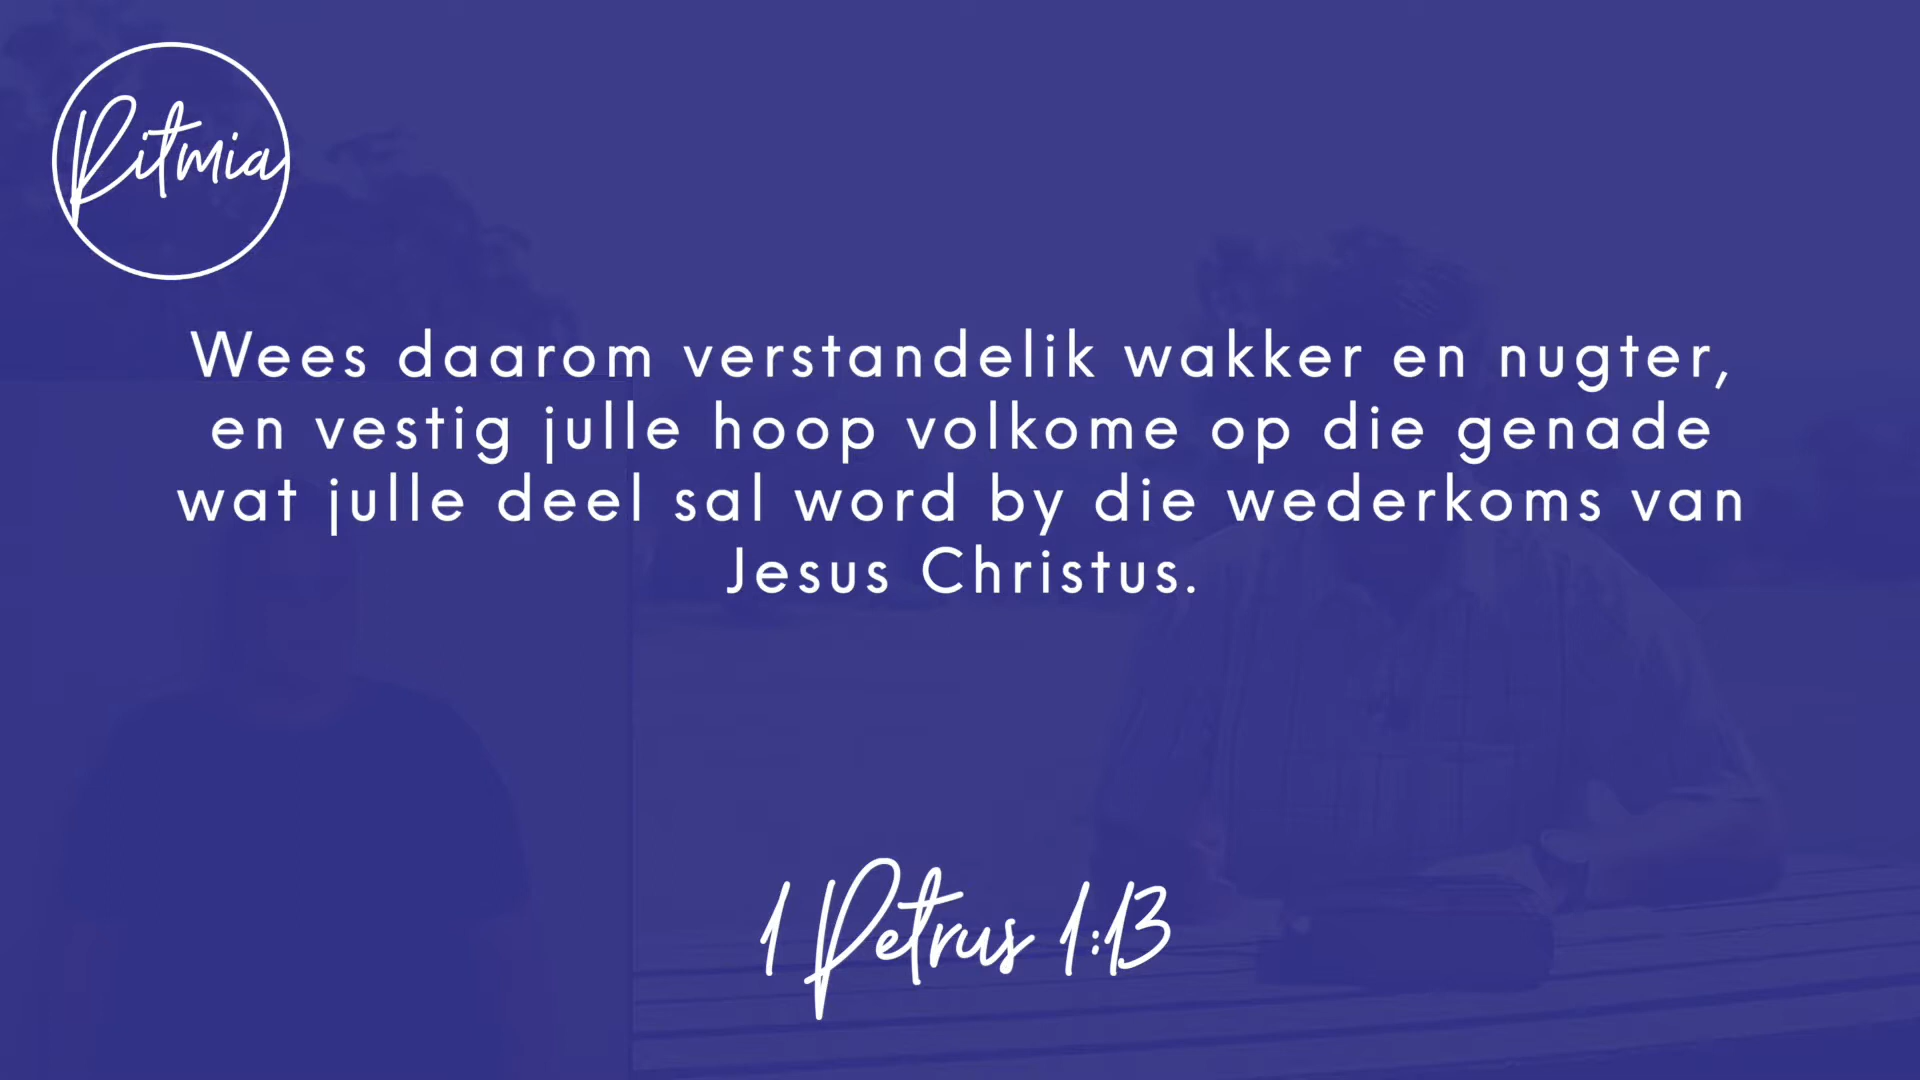 Ritmia
Wees daarom verstandelik wakker en nugter,
en vestig julle hoop volkome op die genade
wat julle deel sal word by die wederkoms van
Jesus Christus.
1 Petrus 1:13